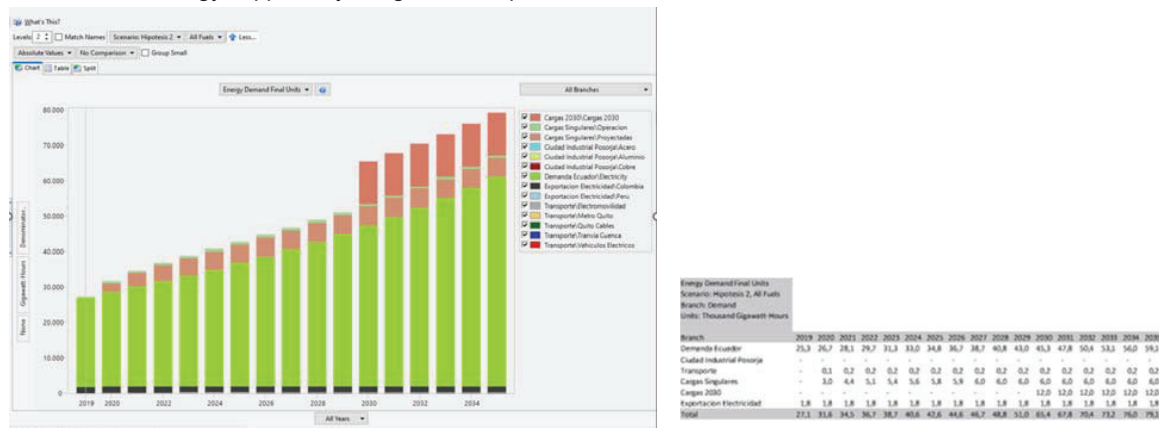 What's This?
Levels: 2 Match Names Scenario: Hipotesis 2 All Fuels Less...
Absolute Values No Comparison Group Small
Chart Table Split
Energy Demand Final Units
All Branches
80.000
70.000
60.000
50.000
40.000
30.000
20.000
10.000
0
Denominator..
Gigawatt-Hours
None
2019 2020 2022 2024 2026 2028 2030 2032 2034
All Years
Cargas 2030\Cargas 2030
Cargas Singulares\Operacion
Cargas Singulares\Proyectadas
Ciudad Industrial Posorja\Acero
Ciudad Industrial Posorja\Aluminio
Ciudad Industrial Posorja\Cobre
Demanda Ecuador\Electricity
Exportacion Electricidad\Colombia
Exportacion Electricidad\Peru
Transporte\Electromovilidad
Transporte\Metro Quito
Transporte\Quito Cables
Transporte\Tranvia Cuenca
Transporte\Vehiculos Electricos
Energy Demand Final Units
Scenario: Hipotesis 2, All Fuels
Branch: Demand
Units: Thousand Gigawatt-Hours
Branch 2019 2020 2021 2022 2023 2024 2025 2026 2027 2028 2029 2030 2031 2032 2033 2034 2035
Demanda Ecuador 25,3 26,7 28,1 29,7 31,3 33,0 34,8 36,7 38,7 40,8 43,0 45,3 47,8 50,4 53,1 56,0 59,1
Ciudad Industrial Posorja - - - - - - - - - - - - - - - - -
Transporte - 0,1 0,2 0,2 0,2 0,2 0,2 0,2 0,2 0,2 0,2 0,2 0,2 0,2 0,2 0,2 0,2
Cargas Singulares - 3,0 4,4 5,1 5,4 5,6 5,8 5,9 6,0 6,0 6,0 6,0 6,0 6,0 6,0 6,0 6,0
Cargas 2030 - - - - - - - - - - - 12,0 12,0 12,0 12,0 12,0 12,0
Exportacion Electricidad 1,8 1,8 1,8 1,8 1,8 1,8 1,8 1,8 1,8 1,8 1,8 1,8 1,8 1,8 1,8 1,8 1,8
Total 27,1 31,6 34,5 36,7 38,7 40,6 42,6 44,6 46,7 48,8 51,0 65,4 67,8 70,4 73,2 76,0 79,1